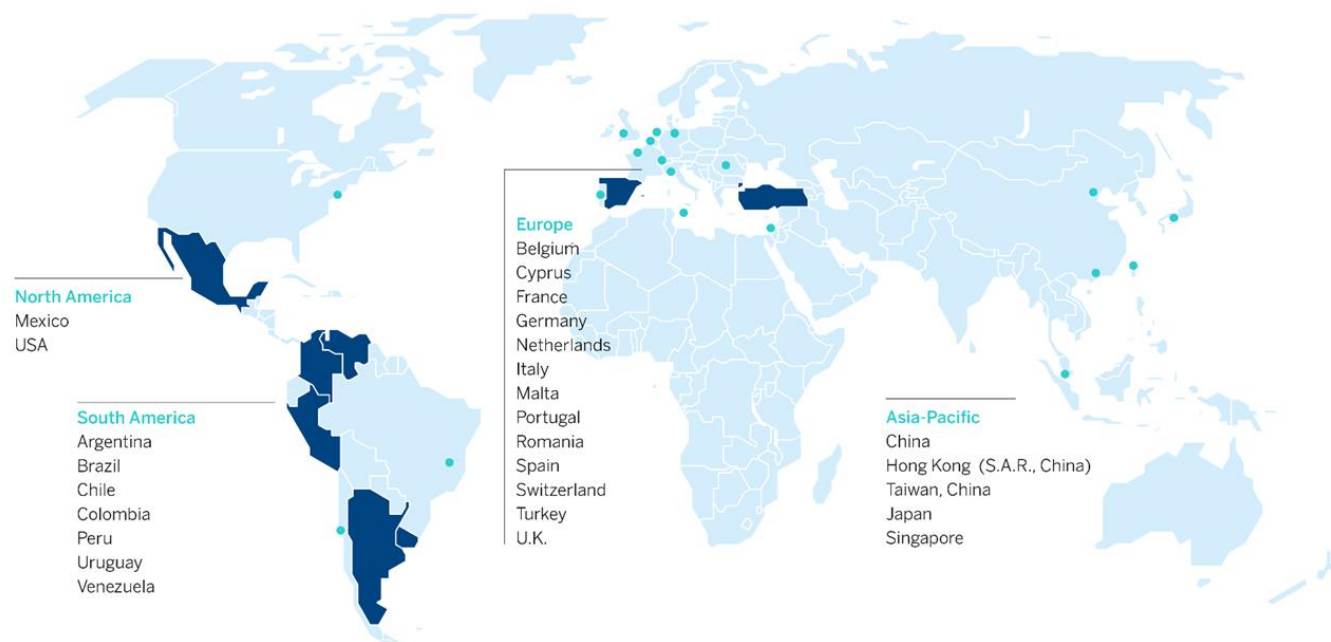 North America
Mexico
USA
South America
Argentina
Brazil
Chile
Colombia
Peru
Uruguay
Venezuela
Europe
Belgium
Cyprus
France
Germany
Netherlands
Italy
Malta
Portugal
Romania
Spain
Switzerland
Turkey
U.K.
Asia-Pacific
China
Hong Kong (S.A.R., China)
Taiwan, China
Japan
Singapore